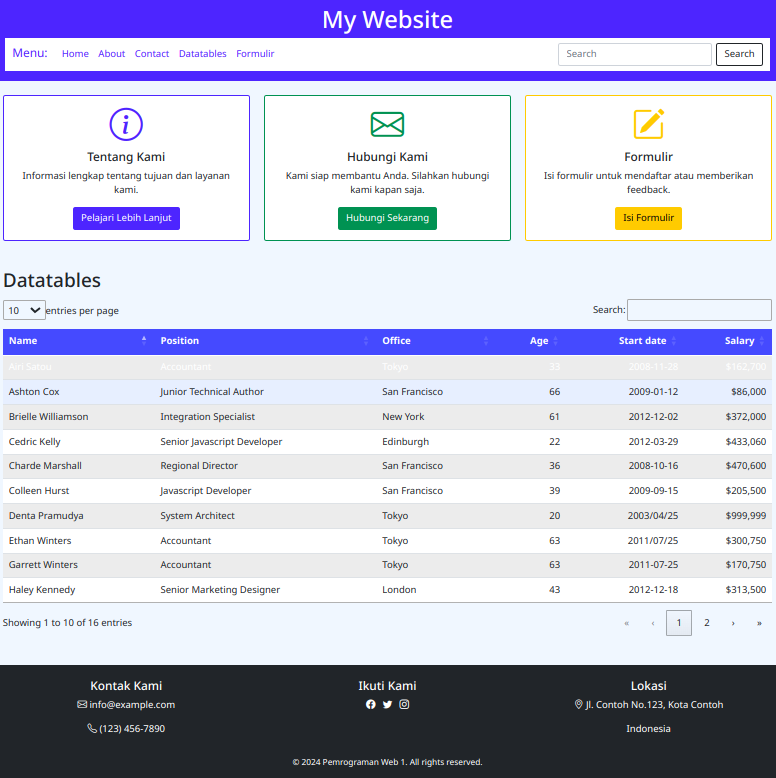 My Website
Menu: Home About Contact Datatables Formulir Search Search
Tentang Kami
Informasi lengkap tentang tujuan dan layanan
kami.
Pelajari Lebih Lanjut
Hubungi Kami
Kami siap membantu Anda. Silahkan hubungi
kami kapan saja.
Hubungi Sekarang
Formulir
Isi formulir untuk mendaftar atau memberikan
feedback.
Isi Formulir
Datatables
10 entries per page Search:
Name Position Office Age Start date Salary
Airi Satou Accountant Tokyo 33 2008-11-28 $162,700
Ashton Cox Junior Technical Author San Francisco 66 2009-01-12 $86,000
Brielle Williamson Integration Specialist New York 61 2012-12-02 $372,000
Cedric Kelly Senior Javascript Developer Edinburgh 22 2012-03-29 $433,060
Charde Marshall Regional Director San Francisco 36 2008-10-16 $470,600
Colleen Hurst Javascript Developer San Francisco 39 2009-09-15 $205,500
Denta Pramudya System Architect Tokyo 20 2003/04/25 $999,999
Ethan Winters Accountant Tokyo 63 2011/07/25 $300,750
Garrett Winters Accountant Tokyo 63 2011-07-25 $170,750
Haley Kennedy Senior Marketing Designer London 43 2012-12-18 $313,500
Showing 1 to 10 of 16 entries « ‹ 1 2 › »
Kontak Kami
info@example.com
(123) 456-7890
Ikuti Kami
Lokasi
Jl. Contoh No.123, Kota Contoh
Indonesia
© 2024 Pemrograman Web 1. All rights reserved.